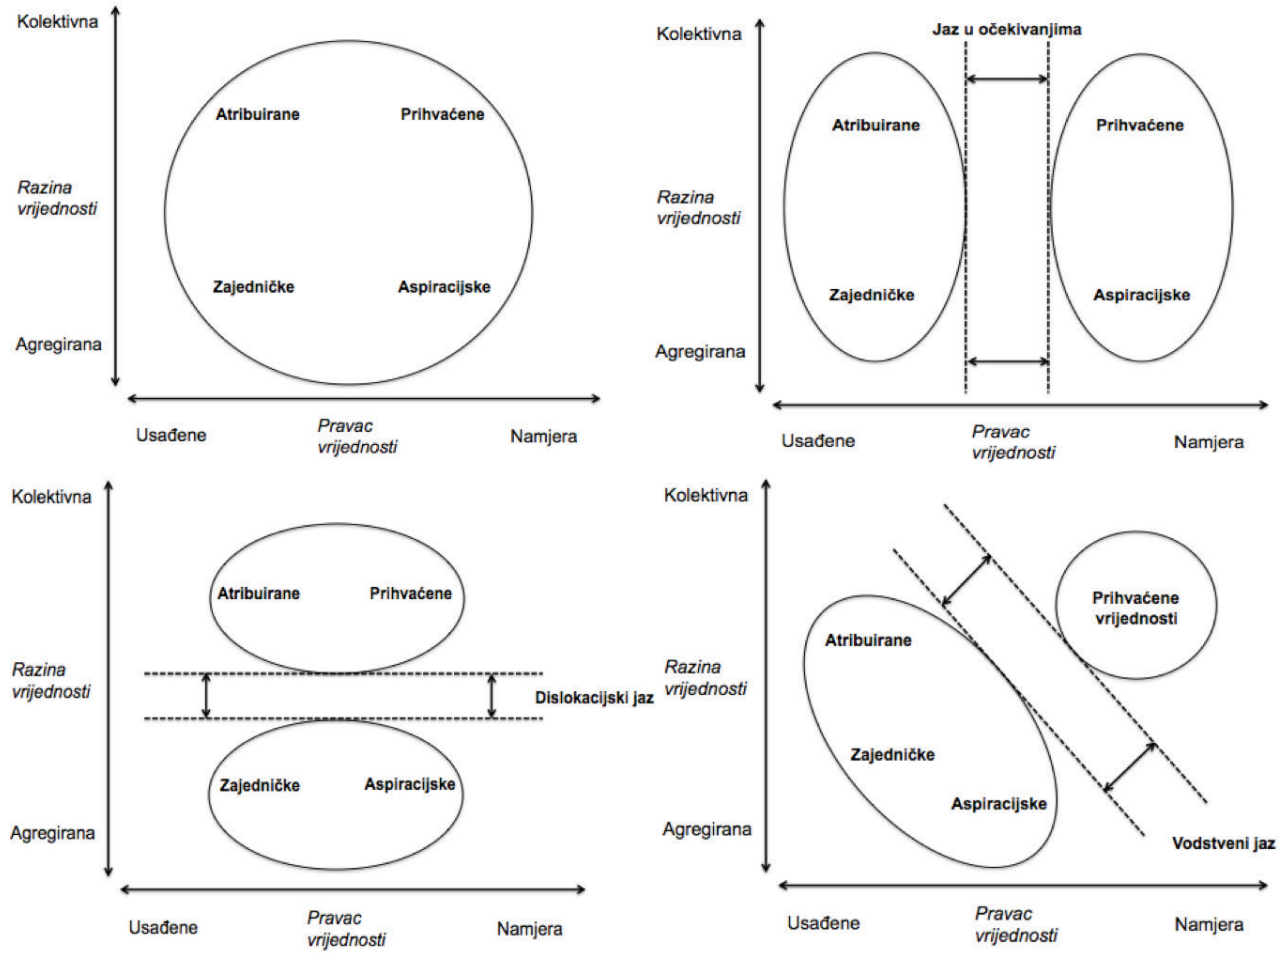 Kolektivna
Atribuirane
Prihvaćene
Razina
vrijednosti
Zajedničke
Aspiracijske
Agregirana
Usađene
Pravac
vrijednosti
Namjera
Kolektivna
Jaz u očekivanjima
Atribuirane
Prihvaćene
Razina
vrijednosti
Zajedničke
Aspiracijske
Agregirana
Usađene
Pravac
vrijednosti
Namjera
Kolektivna
Atribuirane
Prihvaćene
Razina
vrijednosti
Dislokacijski jaz
Zajedničke
Aspiracijske
Agregirana
Usađene
Pravac
vrijednosti
Namjera
Kolektivna
Prihvaćene
vrijednosti
Atribuirane
Razina
vrijednosti
Zajedničke
Aspiracijske
Agregirana
Vodstveni jaz
Usađene
Pravac
vrijednosti
Namjera